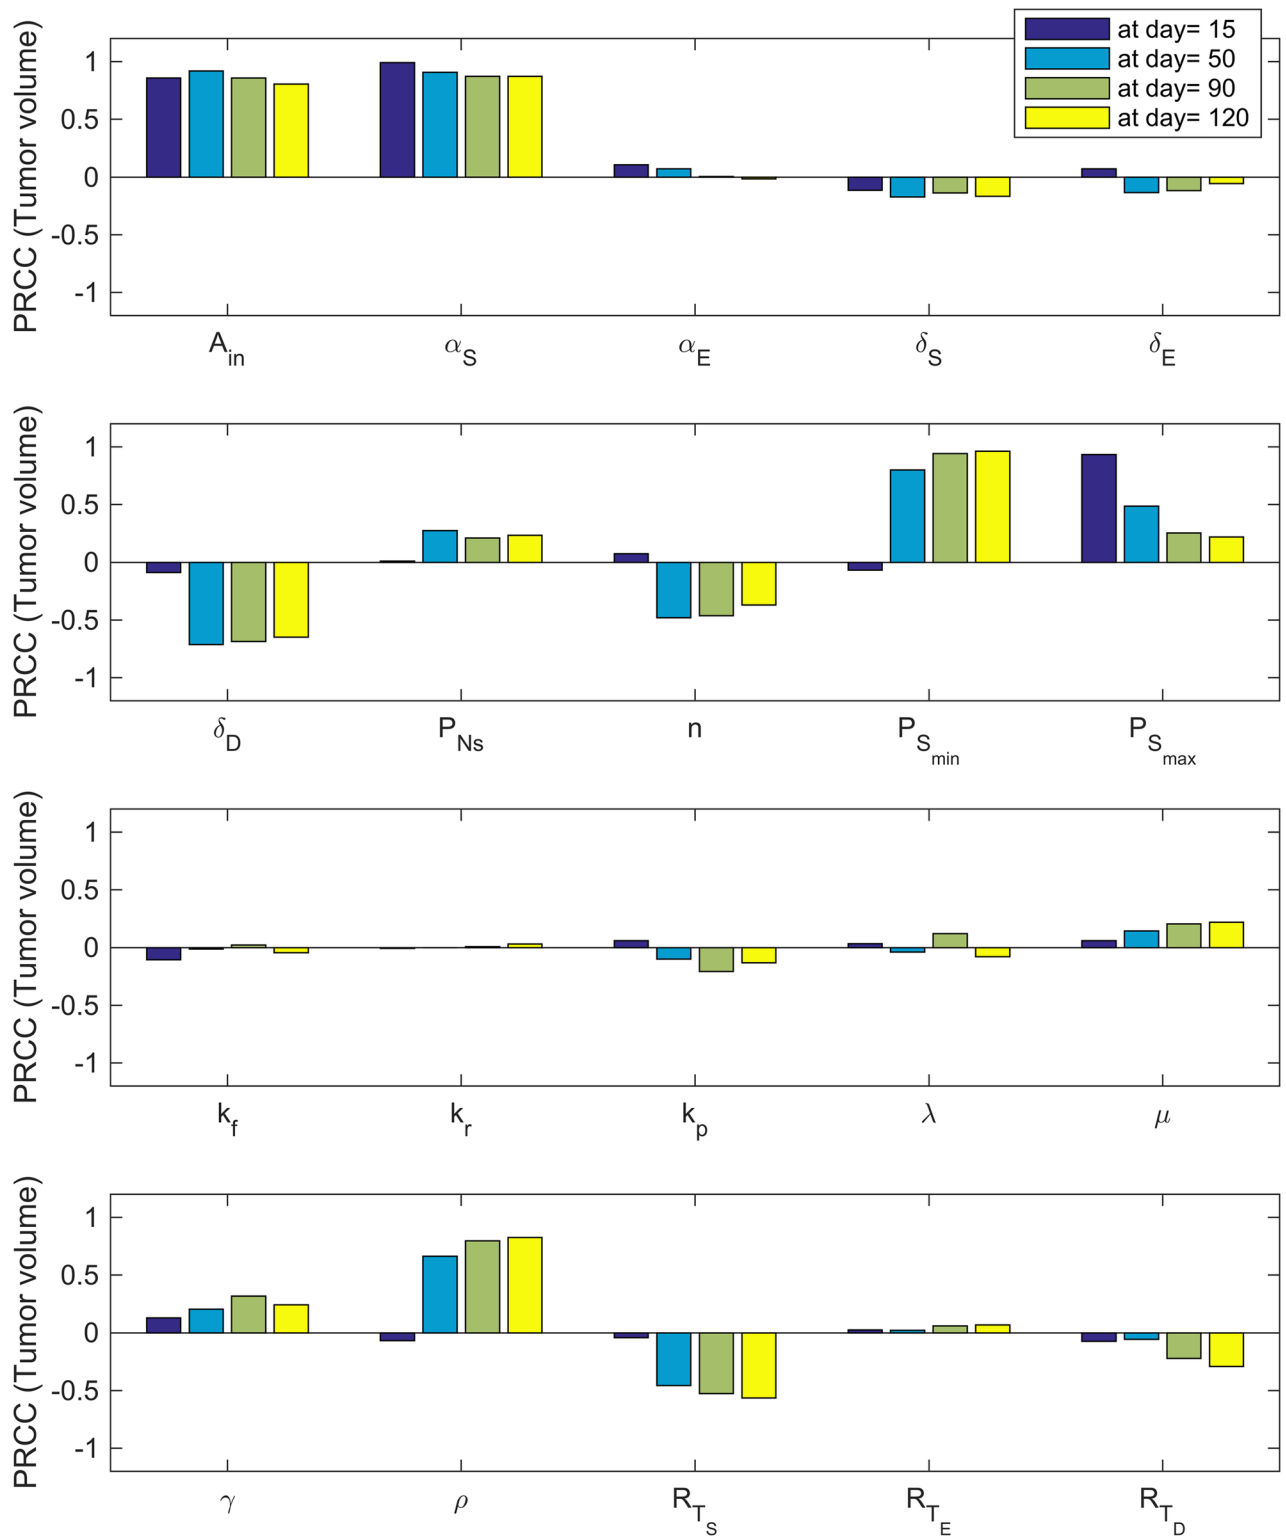 at day= 15
at day= 50
at day= 90
at day= 120
PRCC (Tumor volume)
1
0.5
0
-0.5
-1
A_in α_S α_E δ_S δ_E
PRCC (Tumor volume)
1
0.5
0
-0.5
-1
δ_D P_Ns n P_S_min P_S_max
PRCC (Tumor volume)
1
0.5
0
-0.5
-1
k_f k_r k_p λ μ
PRCC (Tumor volume)
1
0.5
0
-0.5
-1
γ ρ R_T_S R_T_E R_T_D